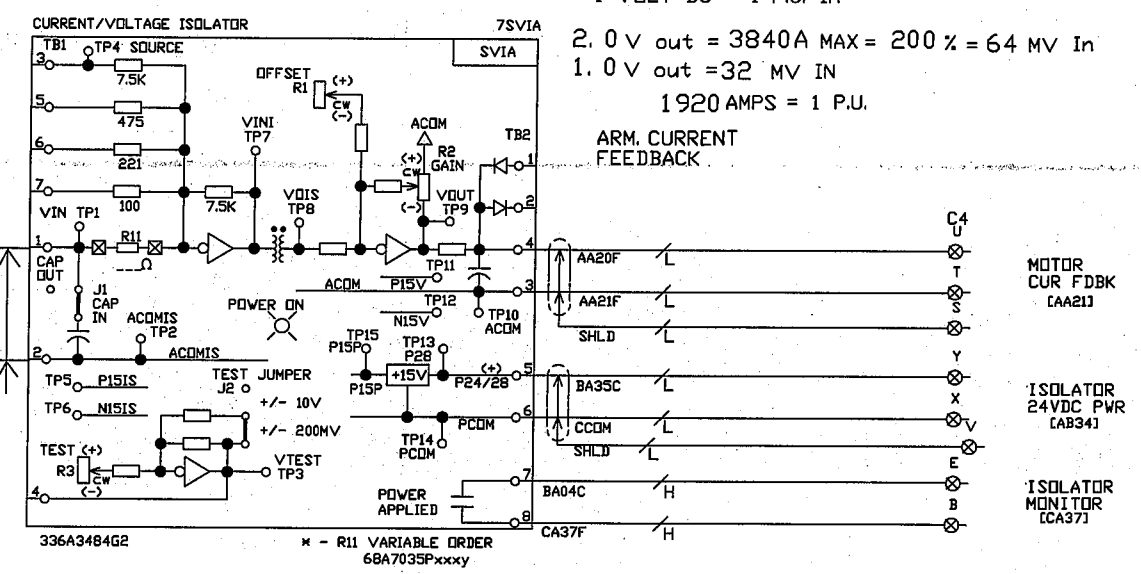 CURRENT/VOLTAGE ISOLATOR
7SVIA
SVIA
2.0 V out = 3840A MAX = 200 % = 64 MV In
1.0 V out =32 MV IN
1920 AMPS = 1 P.U.
ARM. CURRENT
FEEDBACK
TB1
TP4 SOURCE
3
7.5K
5
475
6
221
7
100
7.5K
VIN TP1
1
R11
Ω
CAP
OUT
J1
CAP
IN
ACOMIS
TP2
2
ACOMIS
TP5
P15IS
TP6
N15IS
TEST (+)
R3
CW
(-)
4
TEST JUMPER
J2
+/- 10V
+/- 200MV
VTEST
TP3
VINI
TP7
VOIS
TP8
OFFSET
R1
(+)
CW
(-)
ACOM
R2
GAIN
(+)
CW
(-)
VOUT
TP9
TB2
1
2
4
3
TP11
P15V
ACOM
TP12
N15V
TP10
ACOM
POWER ON
TP15
P15P
TP13
P28
+15V
P15P
(+)
P24/28
5
PCOM
6
TP14
PCOM
POWER
APPLIED
7
8
AA20F
L
AA21F
L
SHLD
L
BA35C
L
CCOM
L
SHLD
L
BA04C
H
CA37F
H
C4
U
T
S
Y
X
V
E
B
MOTOR
CUR FDBK
[AA21]
ISOLATOR
24VDC PWR
[AB34]
ISOLATOR
MONITOR
[CA37]
336A3484G2
* - R11 VARIABLE ORDER
68A7035Pxxxy